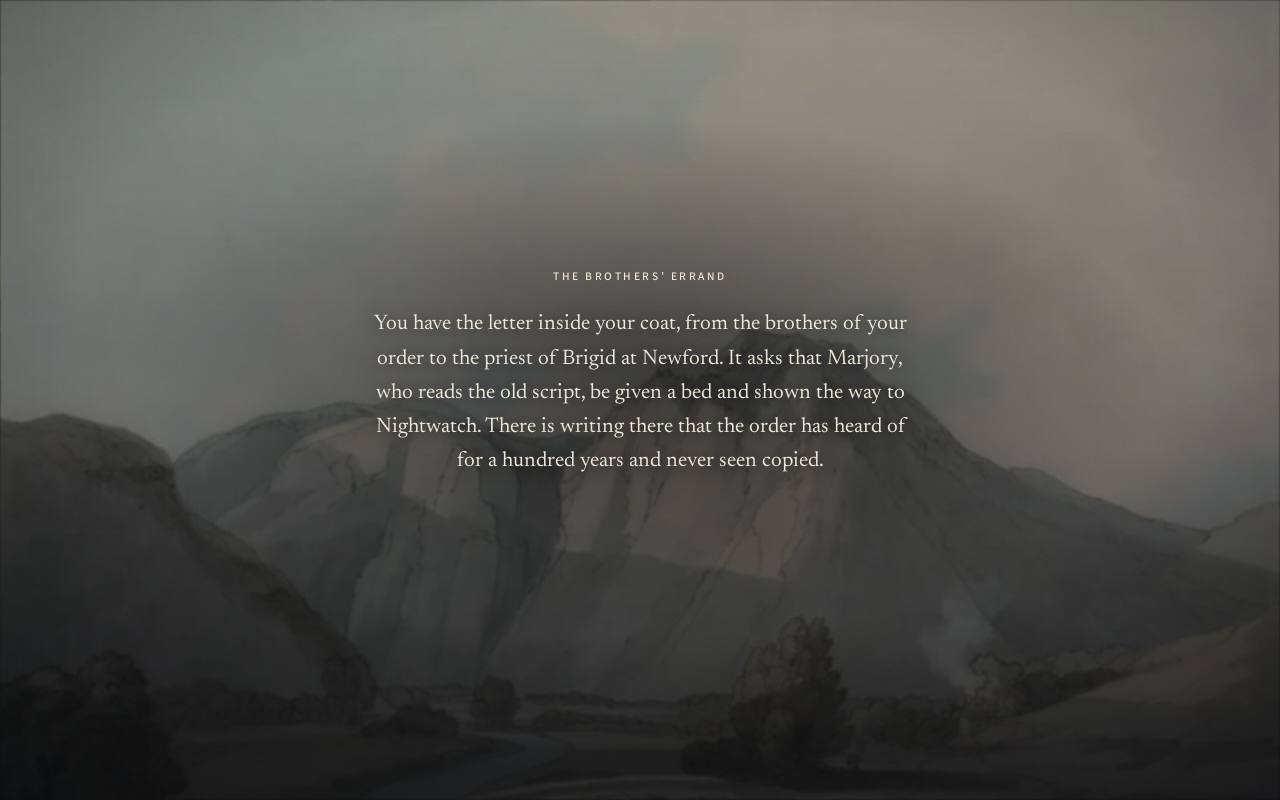 THE BROTHERS' ERRAND
You have the letter inside your coat, from the brothers of your
order to the priest of Brigid at Newford. It asks that Marjory,
who reads the old script, be given a bed and shown the way to
Nightwatch. There is writing there that the order has heard of
for a hundred years and never seen copied.